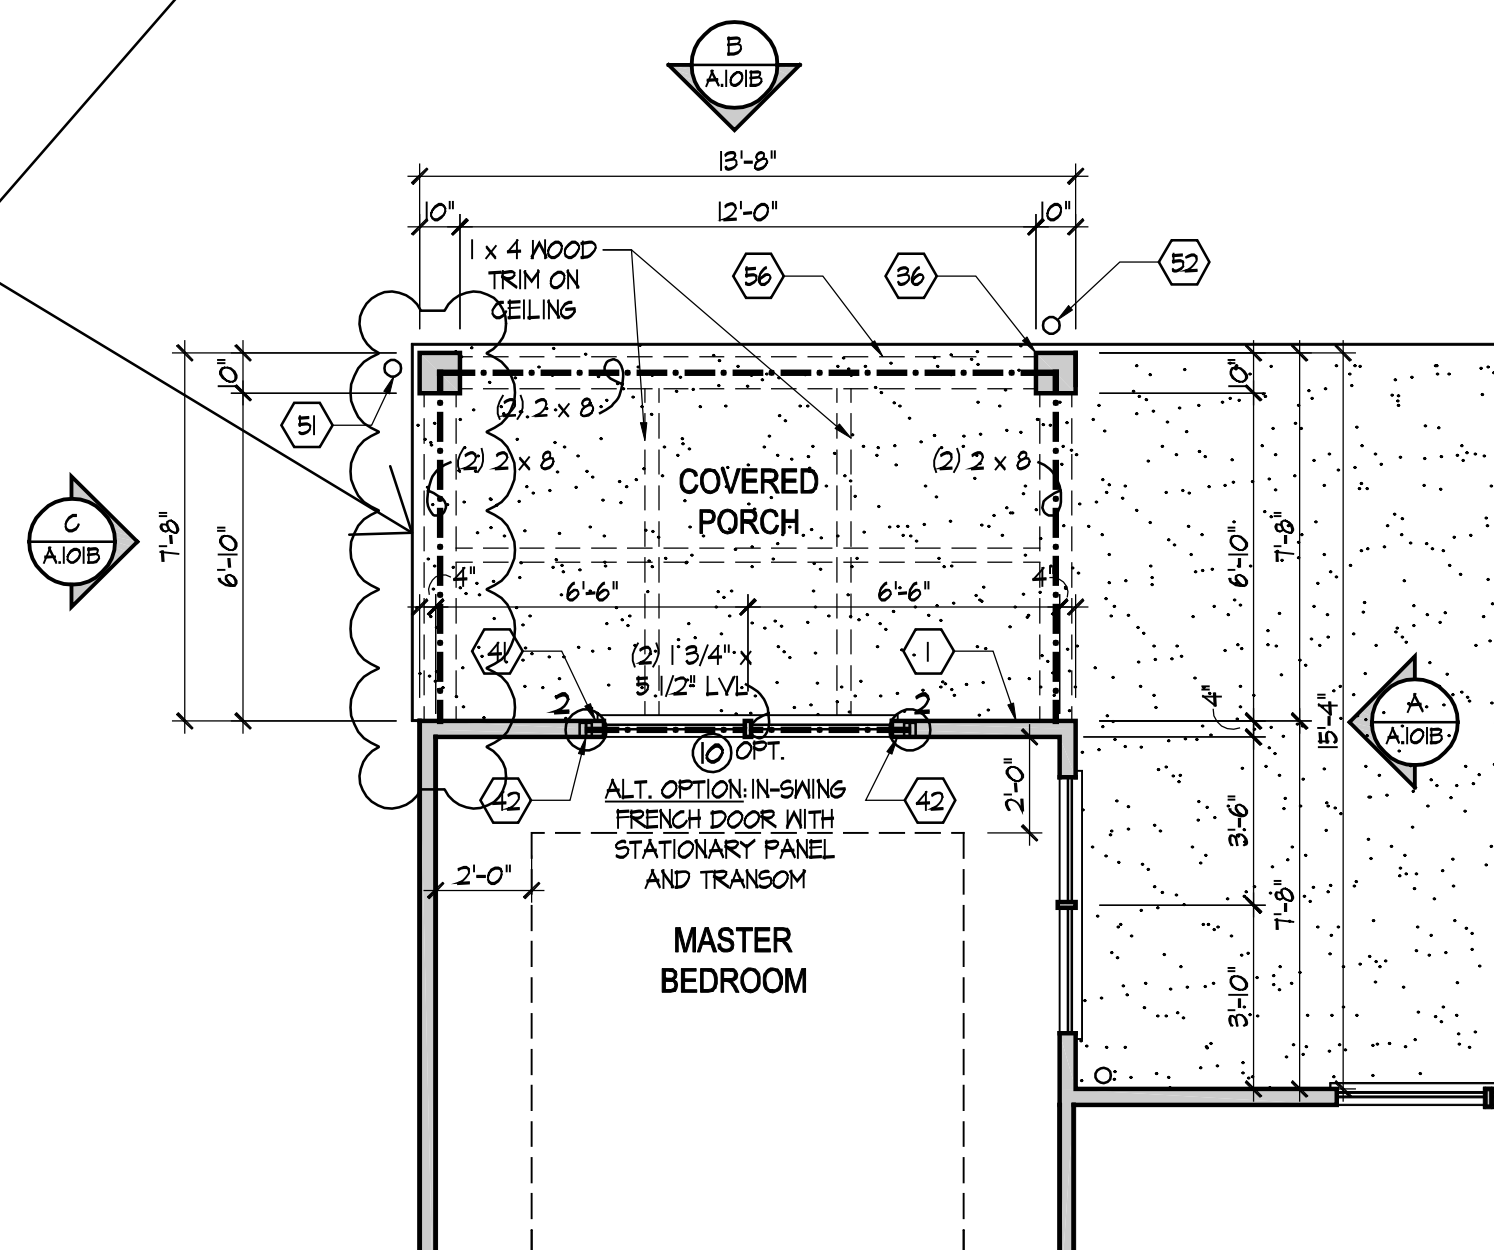 B
A.101B
13'-8"
10"
12'-0"
10"
1 x 4 WOOD
TRIM ON
CEILING
56
36
52
10"
10"
51
(2) 2 x 8
(2) 2 x 8
(2) 2 x 8
COVERED
PORCH
C
A.101B
7'-8"
6'-10"
6'-10"
7'-8"
4"
6'-6"
6'-6"
4"
41
(2) 1 3/4" x
5 1/2" LVL
1
2
2
4"
15'-4"
A
A.101B
10 OPT.
42
ALT. OPTION: IN-SWING
FRENCH DOOR WITH
STATIONARY PANEL
AND TRANSOM
42
2'-0"
3'-6"
2'-0"
7'-8"
MASTER
BEDROOM
3'-10"